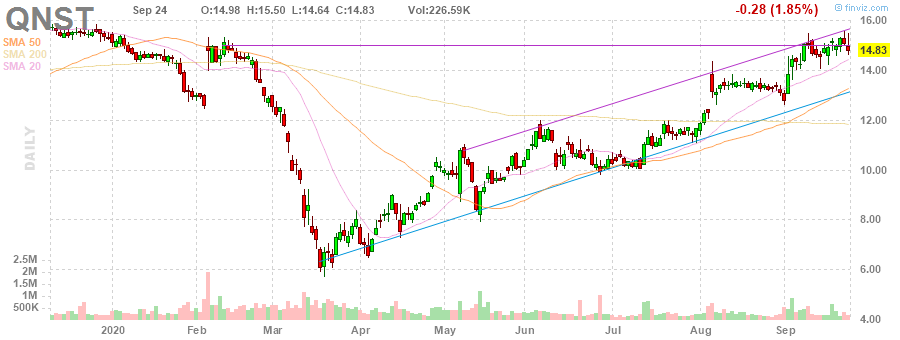 QNST Sep 24 O:14.98 H:15.50 L:14.64 C:14.83 Vol:226.59K -0.28 (1.85%) © finviz.com
SMA 50
SMA 200
SMA 20
DAILY
16.00
14.83
14.00
12.00
10.00
8.00
6.00
4.00
2.5M
2M
1.5M
1M
500K
2020 Feb Mar Apr May Jun Jul Aug Sep